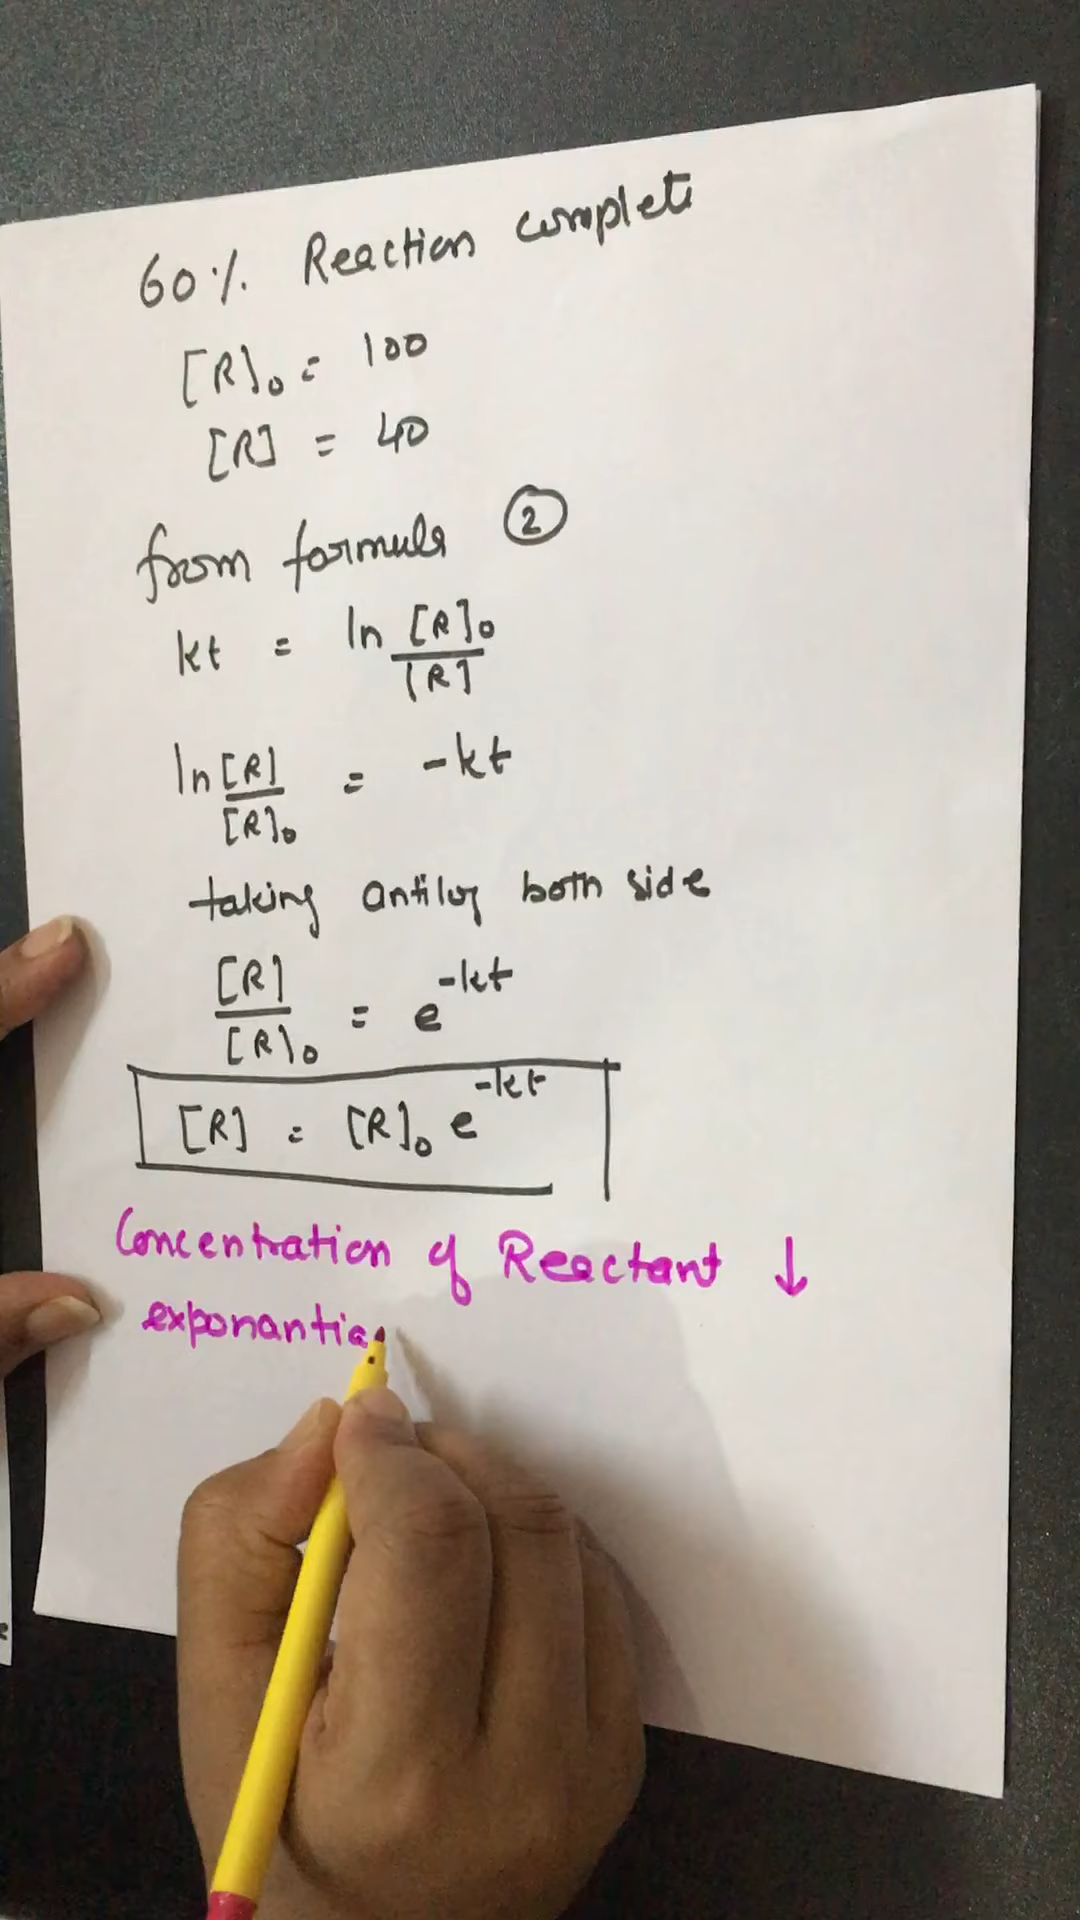 60% Reaction complete
[R]₀ = 100
[R] = 40
from formula ②
kt = ln [R]₀/[R]
ln [R]/[R]₀ = -kt
taking antilog both side
[R]/[R]₀ = e^-kt
[R] = [R]₀ e^-kt
Concentration of Reactant ↓
exponantia